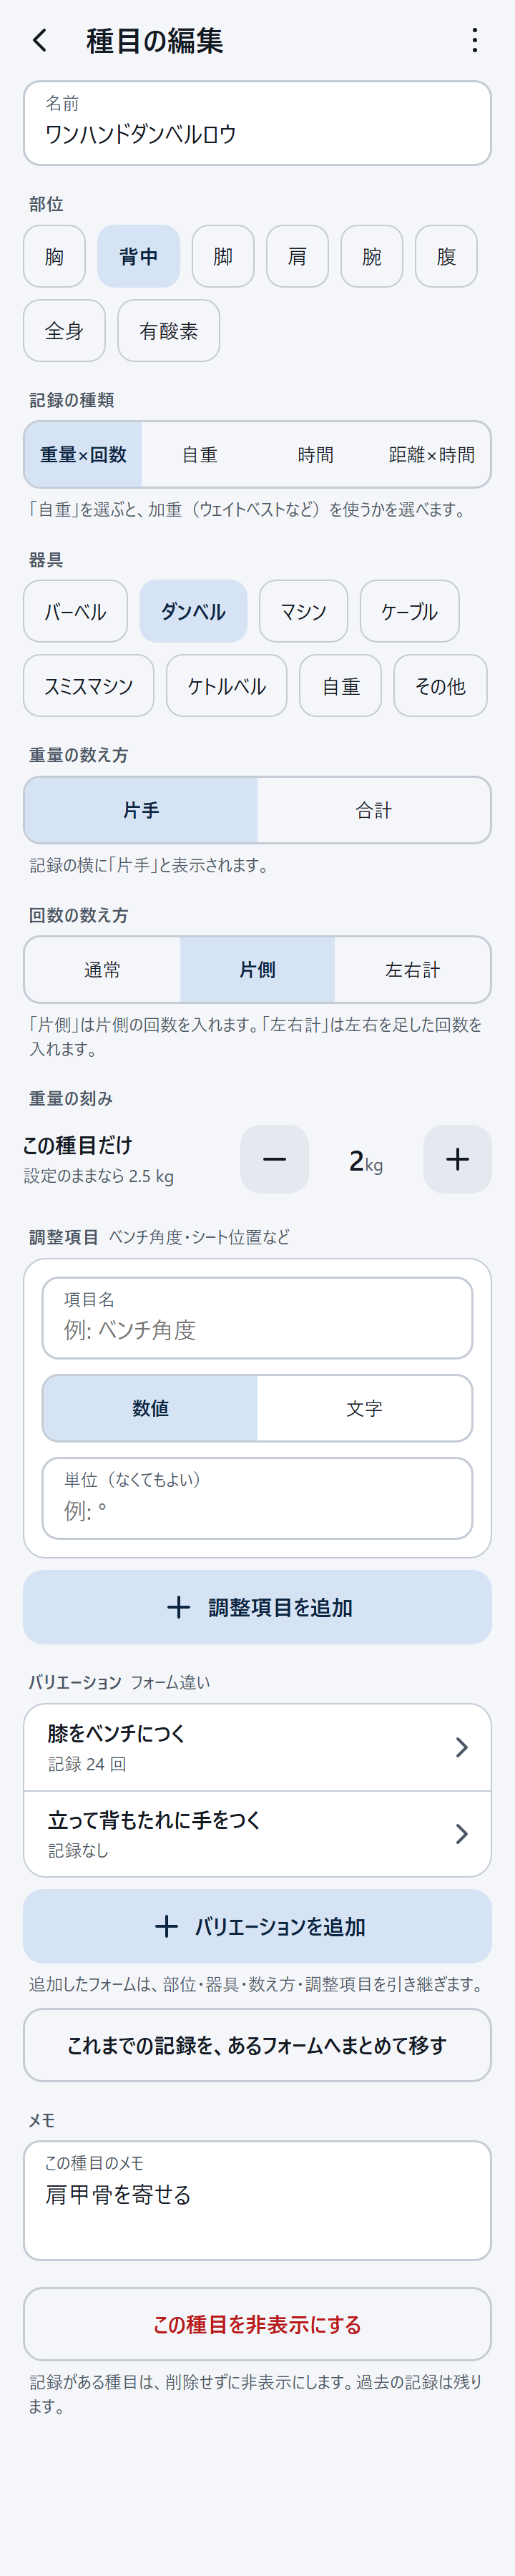 種目の編集
名前
ワンハンドダンベルロウ
部位
胸 背中 脚 肩 腕 腹
全身 有酸素
記録の種類
重量×回数 自重 時間 距離×時間
「自重」を選ぶと、加重（ウェイトベストなど）を使うかを選べます。
器具
バーベル ダンベル マシン ケーブル
スミスマシン ケトルベル 自重 その他
重量の数え方
片手 合計
記録の横に「片手」と表示されます。
回数の数え方
通常 片側 左右計
「片側」は片側の回数を入れます。「左右計」は左右を足した回数を
入れます。
重量の刻み
この種目だけ
設定のままなら 2.5 kg
2kg
調整項目 ベンチ角度・シート位置など
項目名
例: ベンチ角度
数値 文字
単位（なくてもよい）
例: °
調整項目を追加
バリエーション フォーム違い
膝をベンチにつく
記録 24 回
立って背もたれに手をつく
記録なし
バリエーションを追加
追加したフォームは、部位・器具・数え方・調整項目を引き継ぎます。
これまでの記録を、あるフォームへまとめて移す
メモ
この種目のメモ
肩甲骨を寄せる
この種目を非表示にする
記録がある種目は、削除せずに非表示にします。過去の記録は残り
ます。